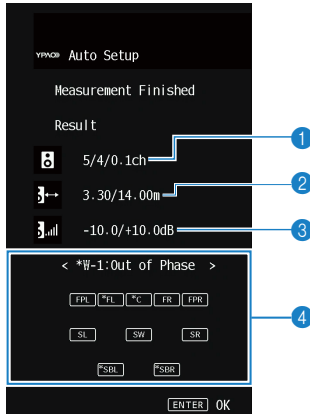 YPAO Auto Setup
Measurement Finished
Result
5/4/0.1ch
1
3.30/14.00m
2
-10.0/+10.0dB
3
< *W-1:Out of Phase >
FPL *FL *C FR FPR
4
SL SW SR
*SBL *SBR
ENTER OK